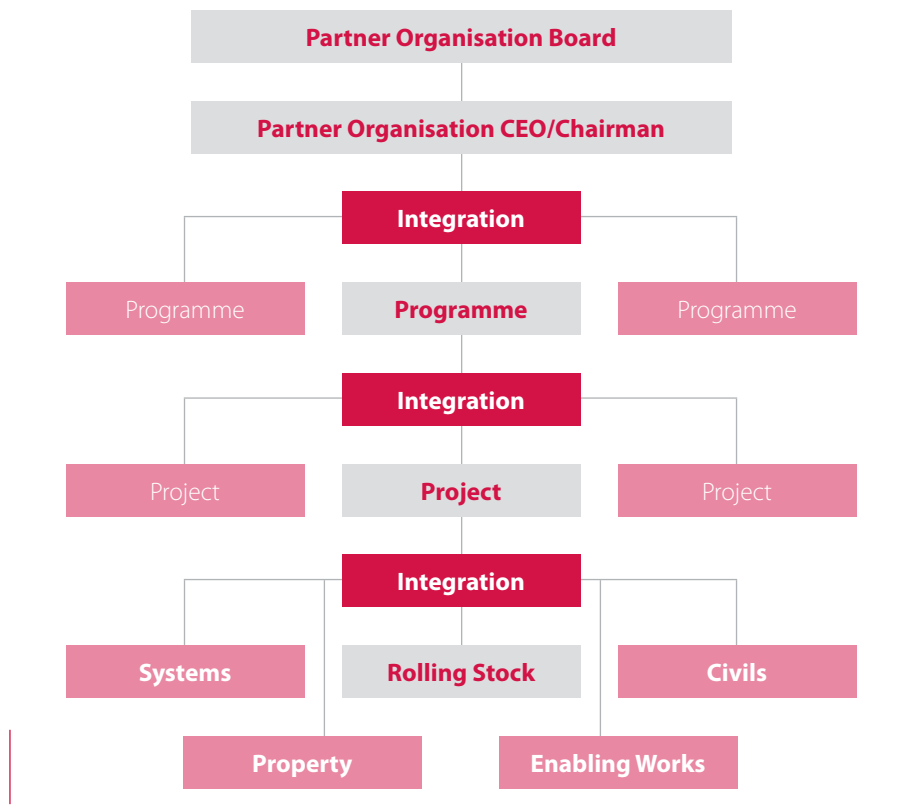 Partner Organisation Board
Partner Organisation CEO/Chairman
Integration
Programme
Programme
Programme
Integration
Project
Project
Project
Integration
Systems
Rolling Stock
Civils
Property
Enabling Works